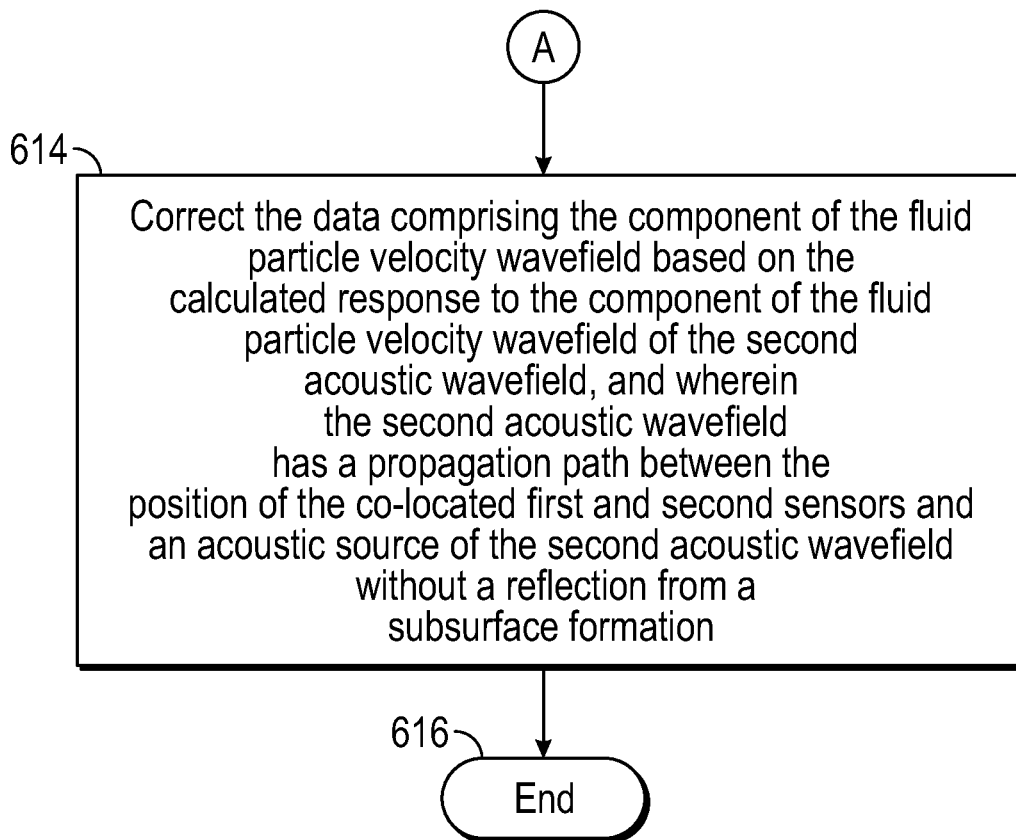 A
614
Correct the data comprising the component of the fluid
particle velocity wavefield based on the
calculated response to the component of the fluid
particle velocity wavefield of the second
acoustic wavefield, and wherein
the second acoustic wavefield
has a propagation path between the
position of the co-located first and second sensors and
an acoustic source of the second acoustic wavefield
without a reflection from a
subsurface formation
616
End